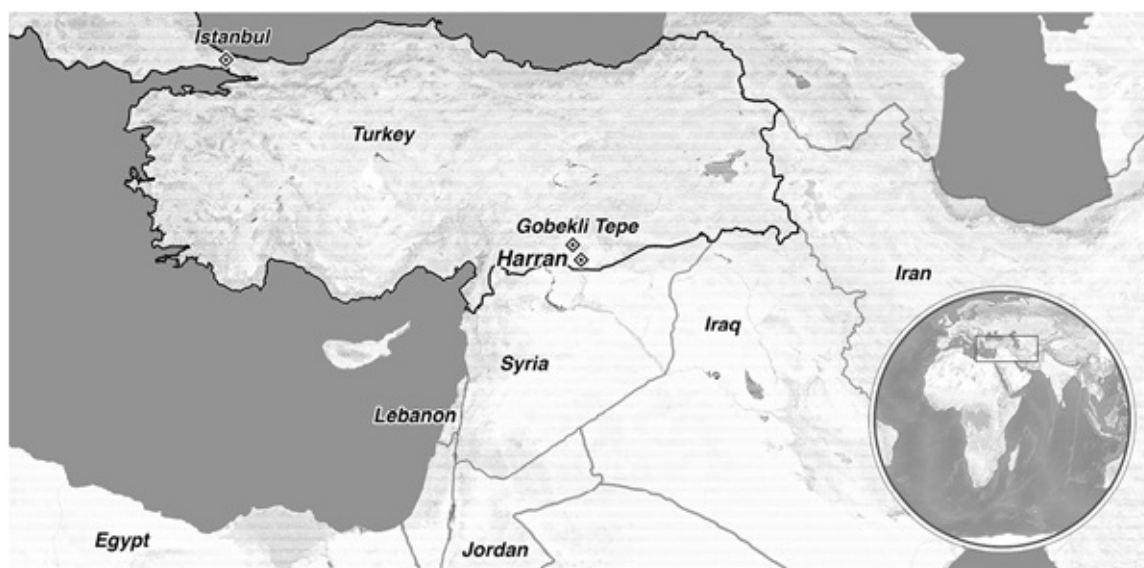 Istanbul
Turkey
Gobekli Tepe
Harran
Iran
Iraq
Syria
Lebanon
Egypt
Jordan